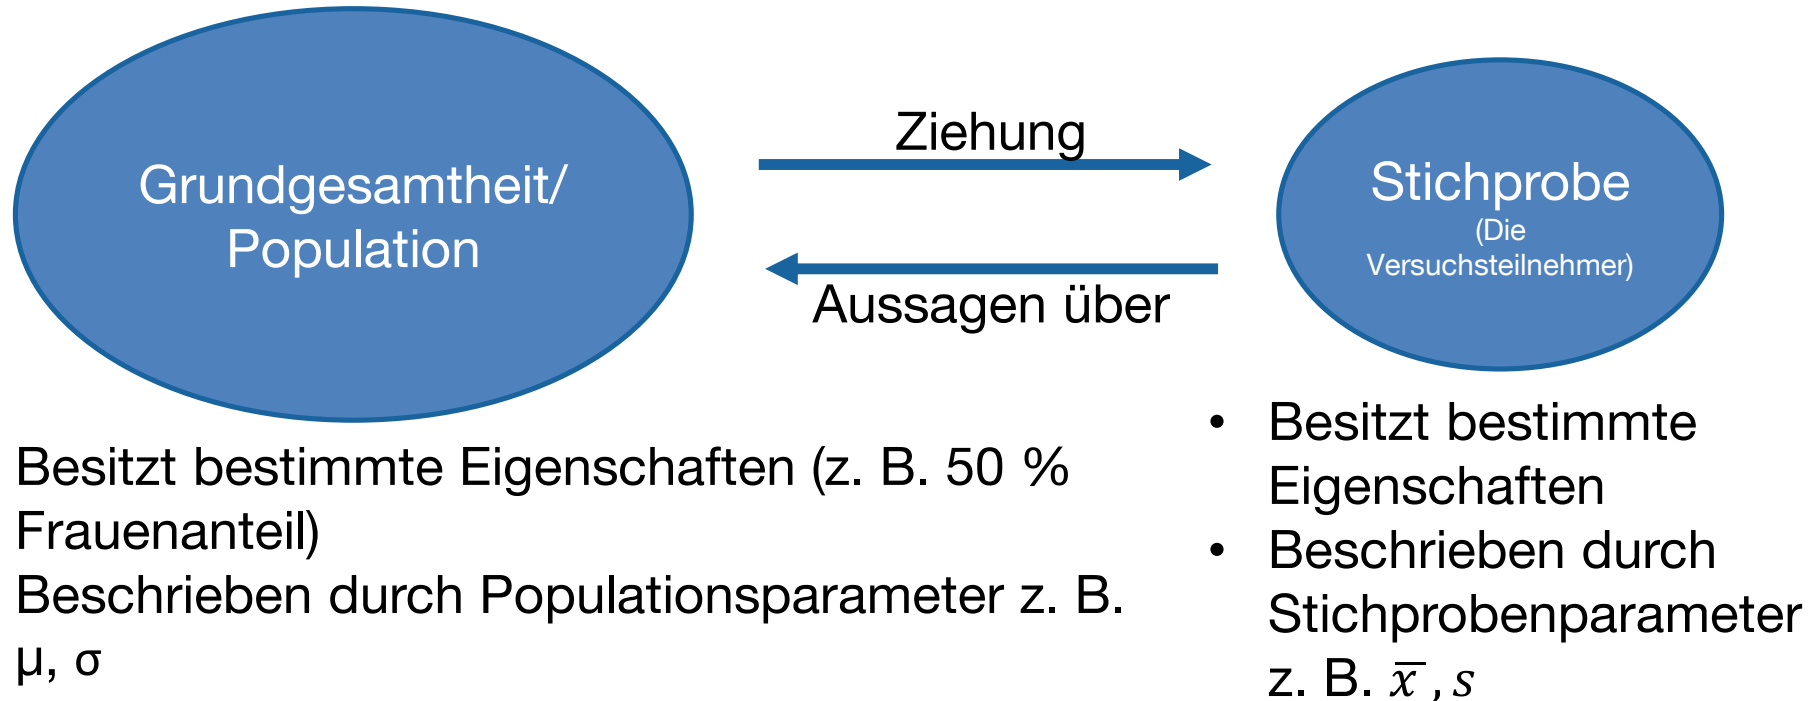 Grundgesamtheit/
Population
Ziehung
Aussagen über
Stichprobe
(Die
Versuchsteilnehmer)
Besitzt bestimmte Eigenschaften (z. B. 50 %
Frauenanteil)
Beschrieben durch Populationsparameter z. B.
μ, σ
• Besitzt bestimmte
Eigenschaften
• Beschrieben durch
Stichprobenparameter
z. B. x̅ , s